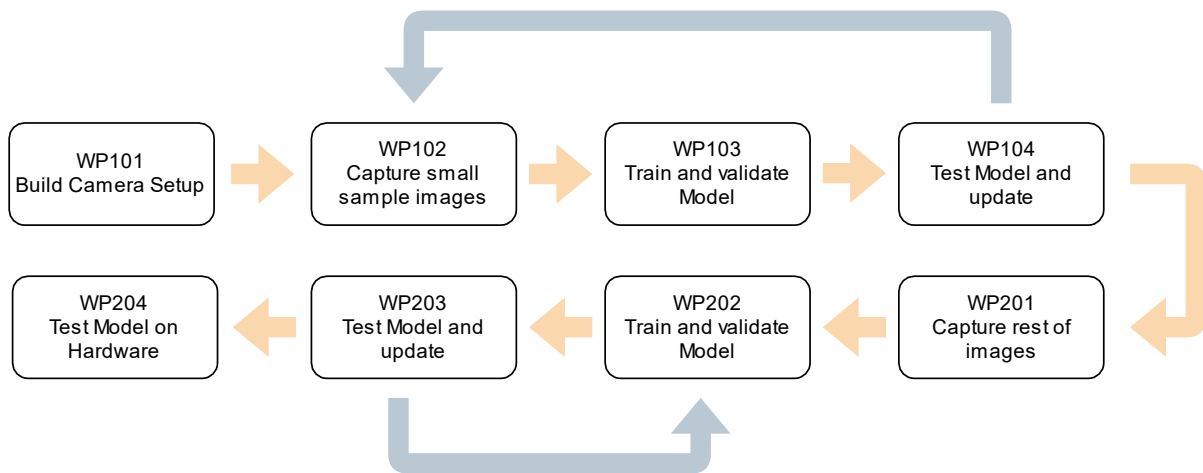 WP101
Build Camera Setup
WP102
Capture small
sample images
WP103
Train and validate
Model
WP104
Test Model and
update
WP204
Test Model on
Hardware
WP203
Test Model and
update
WP202
Train and validate
Model
WP201
Capture rest of
images